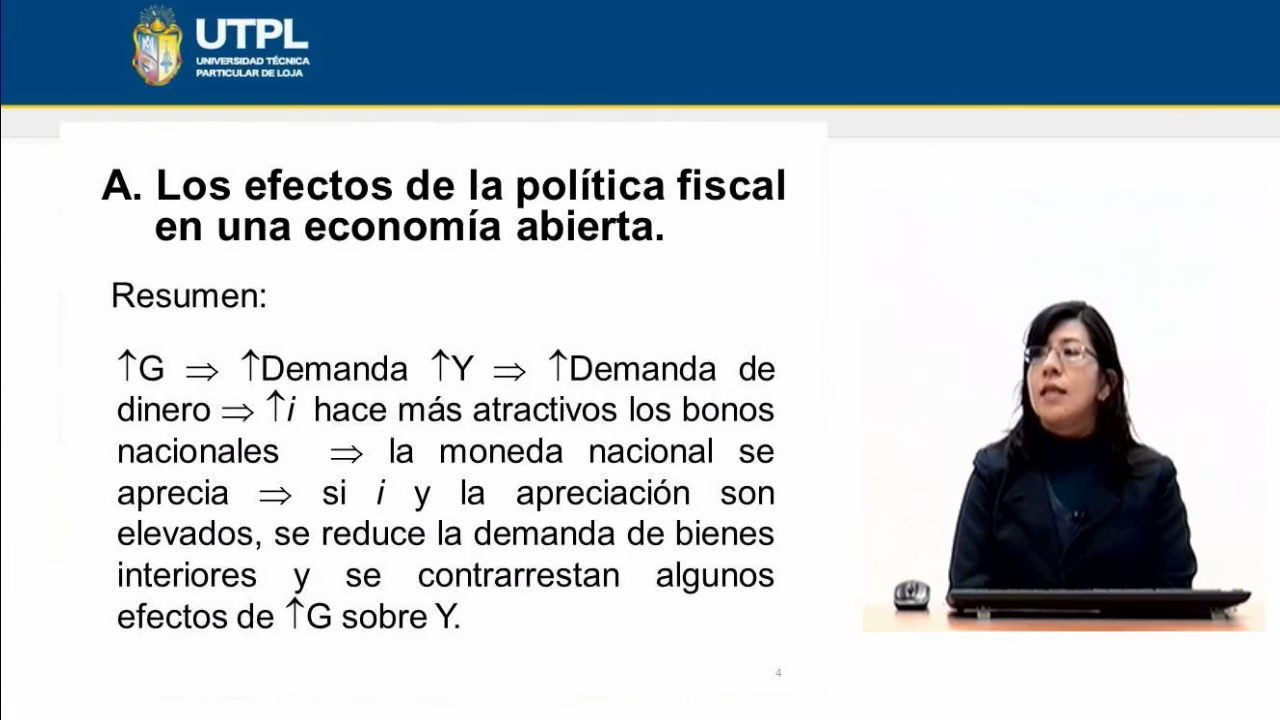 UTPL
UNIVERSIDAD TÉCNICA
PARTICULAR DE LOJA
A. Los efectos de la política fiscal
en una economía abierta.
Resumen:
↑G ⇒ ↑Demanda ↑Y ⇒ ↑Demanda de
dinero ⇒ ↑i hace más atractivos los bonos
nacionales ⇒ la moneda nacional se
aprecia ⇒ si i y la apreciación son
elevados, se reduce la demanda de bienes
interiores y se contrarrestan algunos
efectos de ↑G sobre Y.
4